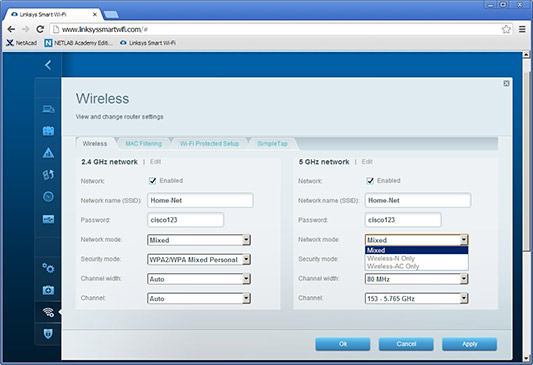 Linksys Smart Wi-Fi
www.linksyssmartwifi.com/#
NetAcad NETLAB Academy Editi... Linksys Smart Wi-Fi
Wireless
View and change router settings
Wireless MAC Filtering Wi-Fi Protected Setup SimpleTap
2.4 GHz network | Edit
Network: Enabled
Network name (SSID): Home-Net
Password: cisco123
Network mode: Mixed
Security mode: WPA2/WPA Mixed Personal
Channel width: Auto
Channel: Auto
5 GHz network | Edit
Network: Enabled
Network name (SSID): Home-Net
Password: cisco123
Network mode: Mixed
Mixed
Wireless-N Only
Wireless-AC Only
Security mode:
Channel width: 80 MHz
Channel: 153 - 5.765 GHz
Ok Cancel Apply